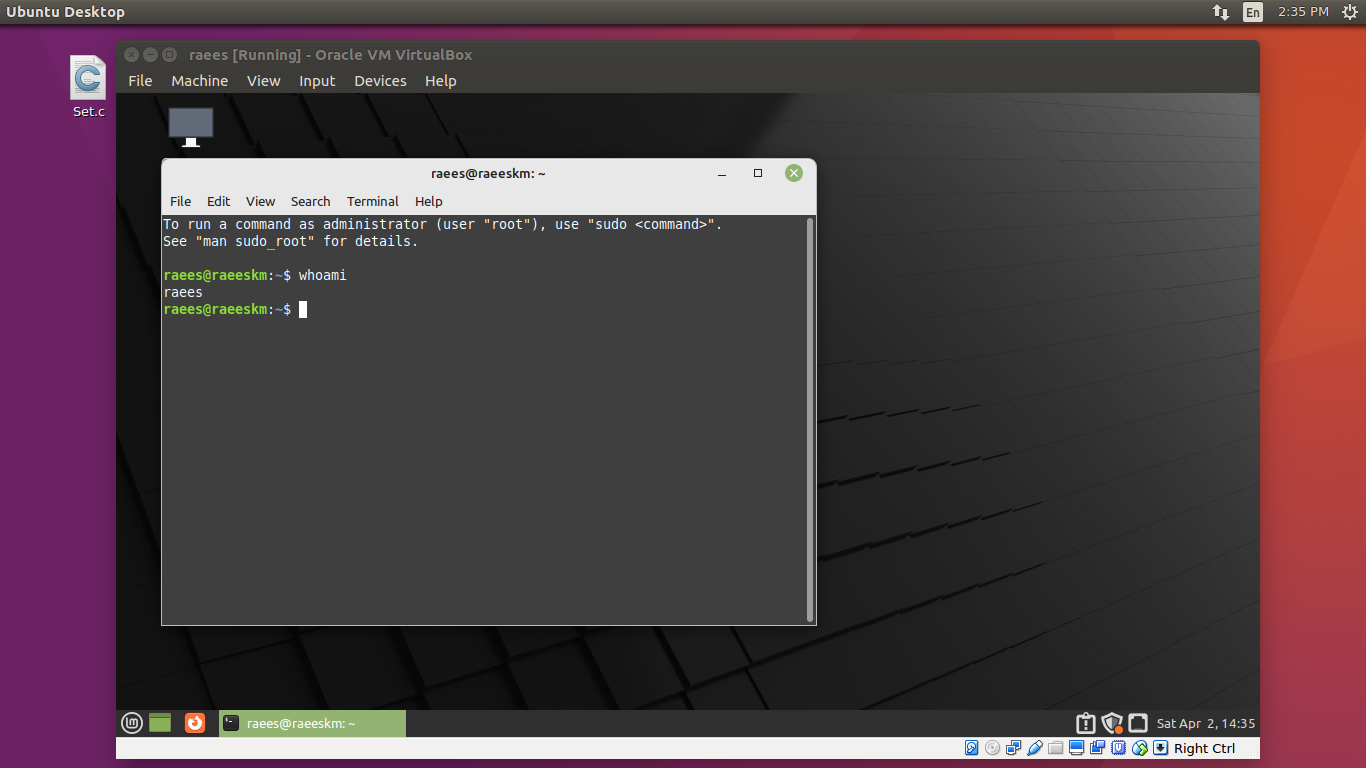 Ubuntu Desktop
En
2:35 PM
Set.c
raees [Running] - Oracle VM VirtualBox
File Machine View Input Devices Help
raees@raeeskm: ~
File Edit View Search Terminal Help
To run a command as administrator (user "root"), use "sudo <command>".
See "man sudo_root" for details.
raees@raeeskm:~$ whoami
raees
raees@raeeskm:~$
raees@raeeskm: ~
Sat Apr 2, 14:35
Right Ctrl